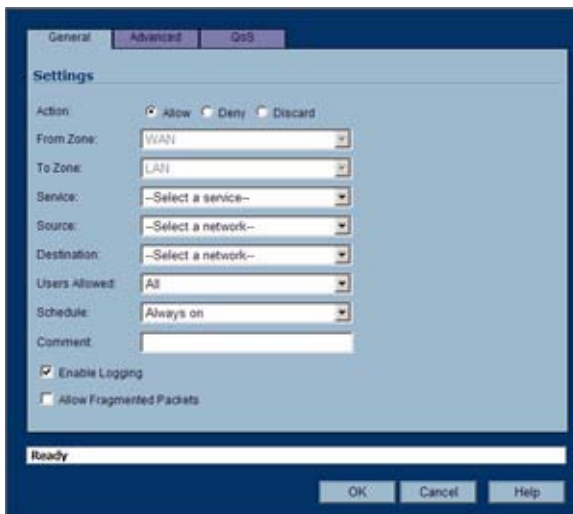 General Advanced QoS
Settings
Action: Allow Deny Discard
From Zone: WAN
To Zone: LAN
Service: --Select a service--
Source: --Select a network--
Destination: --Select a network--
Users Allowed: All
Schedule: Always on
Comment:
Enable Logging
Allow Fragmented Packets
Ready
OK Cancel Help